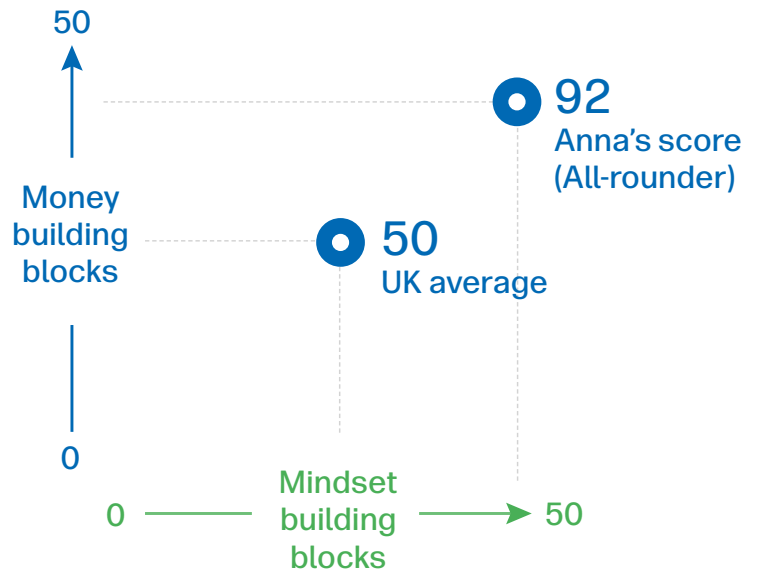 50
92
Anna's score
(All-rounder)
Money
building
blocks
50
UK average
0
Mindset
building
blocks
0
50